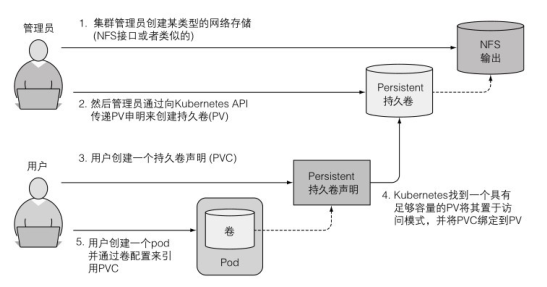 管理员
1. 集群管理员创建某类型的网络存储
(NFS接口或者类似的)
NFS
输出
2. 然后管理员通过向Kubernetes API
传递PV申明来创建持久卷(PV)
Persistent
持久卷
用户
3. 用户创建一个持久卷声明 (PVC)
Persistent
持久卷声明
4. Kubernetes找到一个具有
足够容量的PV将其置于访
问模式，并将PVC绑定到PV
5. 用户创建一个pod
并通过卷配置来引
用PVC
卷
Pod